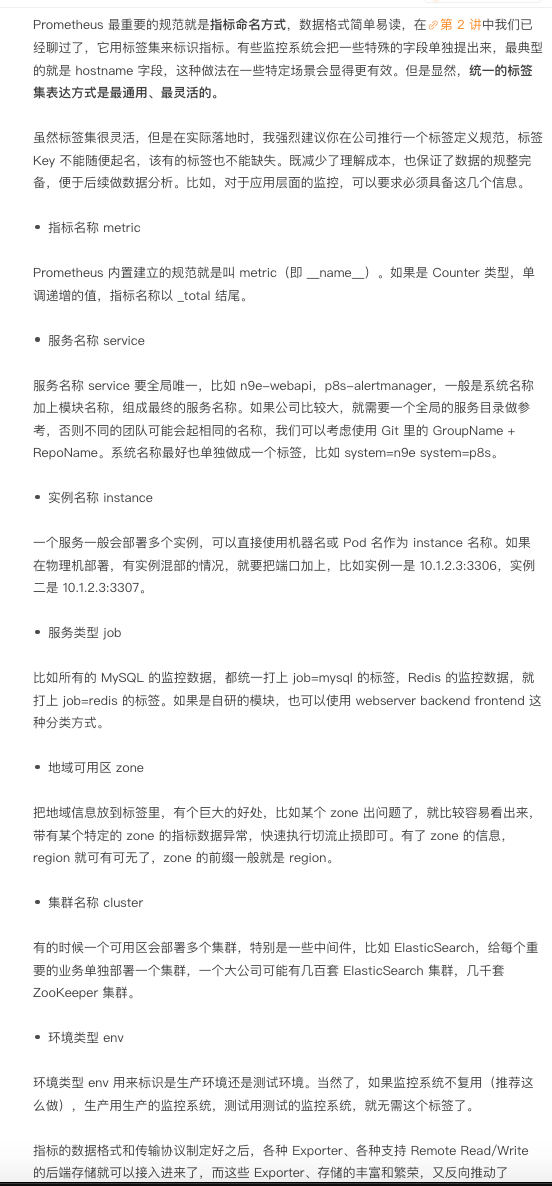 Prometheus 最重要的规范就是指标命名方式，数据格式简单易读，在 第 2 讲中我们已
经聊过了，它用标签集来标识指标。有些监控系统会把一些特殊的字段单独提出来，最典型
的就是 hostname 字段，这种做法在一些特定场景会显得更有效。但是显然，统一的标签
集表达方式是最通用、最灵活的。
虽然标签集很灵活，但是在实际落地时，我强烈建议你在公司推行一个标签定义规范，标签
Key 不能随便起名，该有的标签也不能缺失。既减少了理解成本，也保证了数据的规整完
备，便于后续做数据分析。比如，对于应用层面的监控，可以要求必须具备这几个信息。
• 指标名称 metric
Prometheus 内置建立的规范就是叫 metric（即 __name__）。如果是 Counter 类型，单
调递增的值，指标名称以 _total 结尾。
• 服务名称 service
服务名称 service 要全局唯一，比如 n9e-webapi，p8s-alertmanager，一般是系统名称
加上模块名称，组成最终的服务名称。如果公司比较大，就需要一个全局的服务目录做参
考，否则不同的团队可能会起相同的名称，我们可以考虑使用 Git 里的 GroupName +
RepoName。系统名称最好也单独做成一个标签，比如 system=n9e system=p8s。
• 实例名称 instance
一个服务一般会部署多个实例，可以直接使用机器名或 Pod 名作为 instance 名称。如果
在物理机部署，有实例混部的情况，就要把端口加上，比如实例一是 10.1.2.3:3306，实例
二是 10.1.2.3:3307。
• 服务类型 job
比如所有的 MySQL 的监控数据，都统一打上 job=mysql 的标签，Redis 的监控数据，就
打上 job=redis 的标签。如果是自研的模块，也可以使用 webserver backend frontend 这
种分类方式。
• 地域可用区 zone
把地域信息放到标签里，有个巨大的好处，比如某个 zone 出问题了，就比较容易看出来，
带有某个特定的 zone 的指标数据异常，快速执行切流止损即可。有了 zone 的信息，
region 就可有可无了，zone 的前缀一般就是 region。
• 集群名称 cluster
有的时候一个可用区会部署多个集群，特别是一些中间件，比如 ElasticSearch，给每个重
要的业务单独部署一个集群，一个大公司可能有几百套 ElasticSearch 集群，几千套
ZooKeeper 集群。
• 环境类型 env
环境类型 env 用来标识是生产环境还是测试环境。当然了，如果监控系统不复用（推荐这
么做），生产用生产的监控系统，测试用测试的监控系统，就无需这个标签了。
指标的数据格式和传输协议制定好之后，各种 Exporter、各种支持 Remote Read/Write
的后端存储就可以接入进来了，而这些 Exporter、存储的丰富和繁荣，又反向推动了